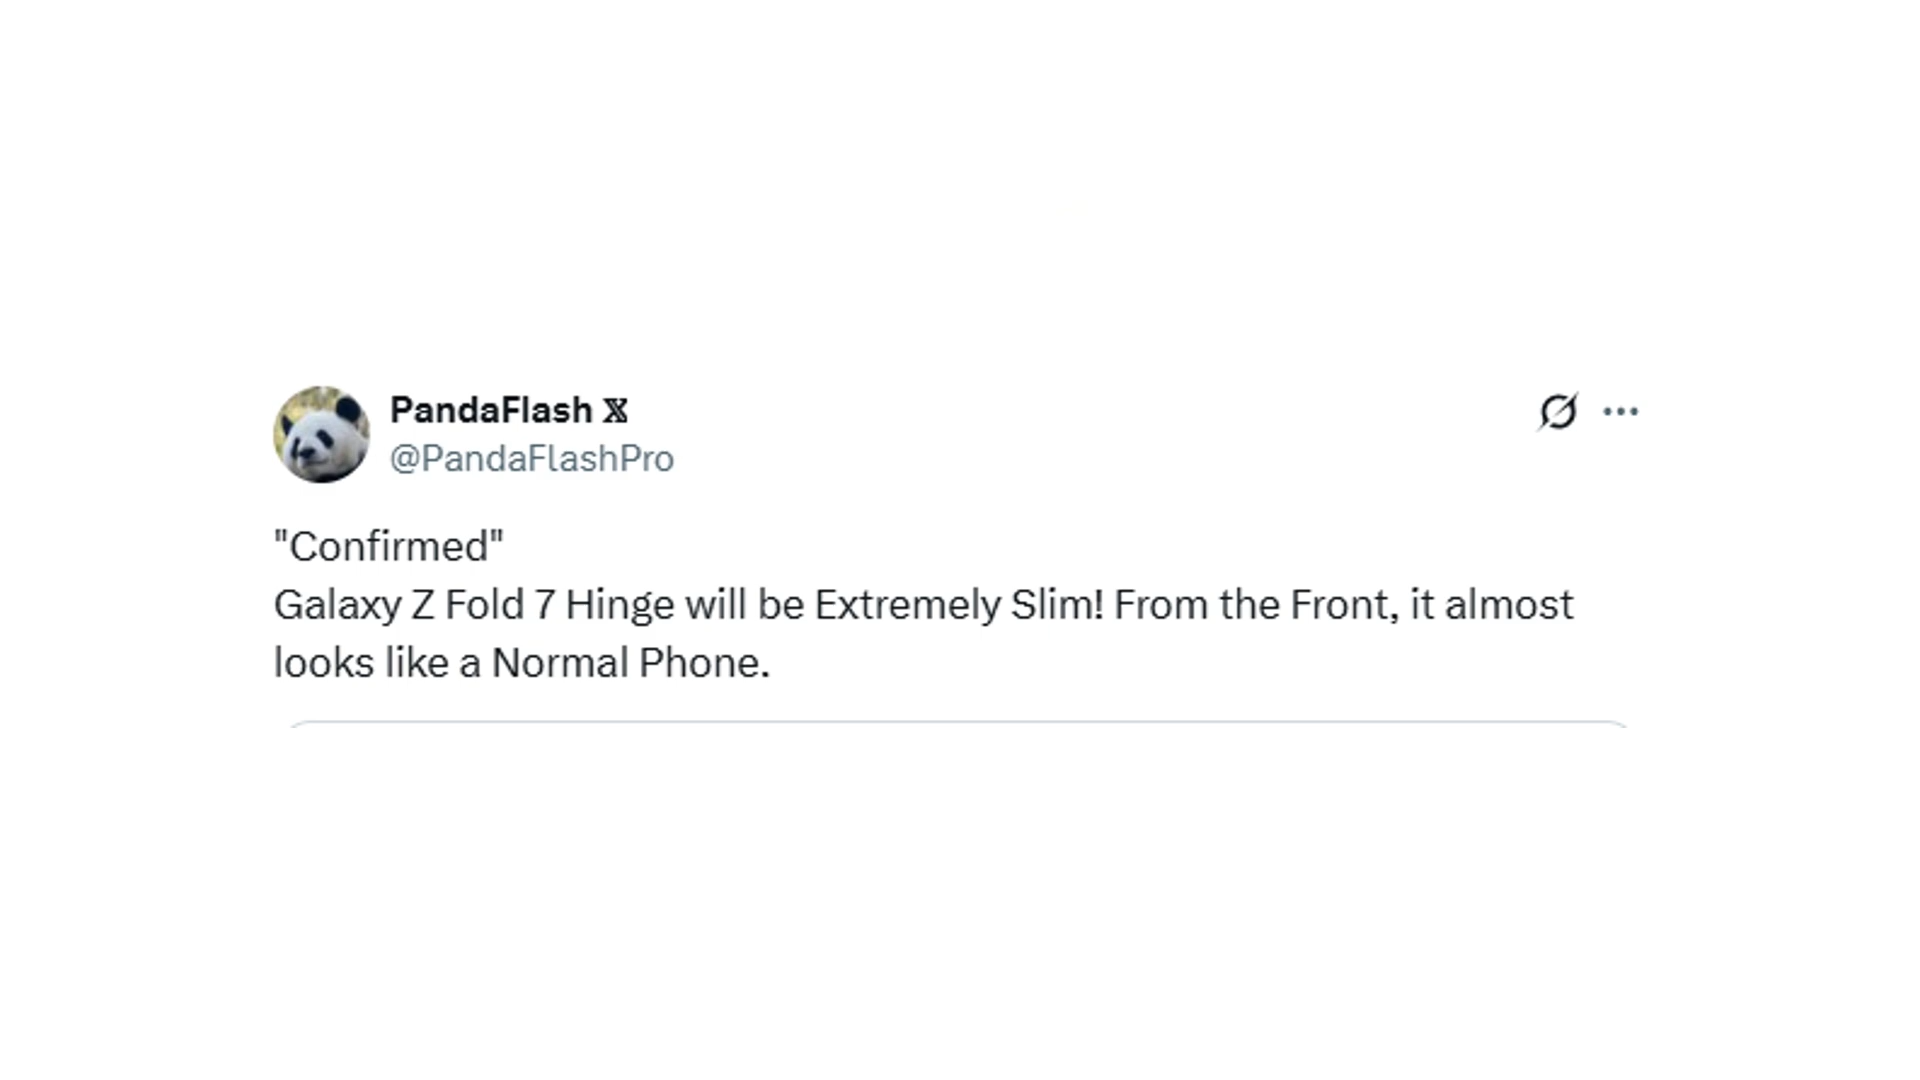 PandaFlash 𝕏
@PandaFlashPro
"Confirmed"
Galaxy Z Fold 7 Hinge will be Extremely Slim! From the Front, it almost
looks like a Normal Phone.